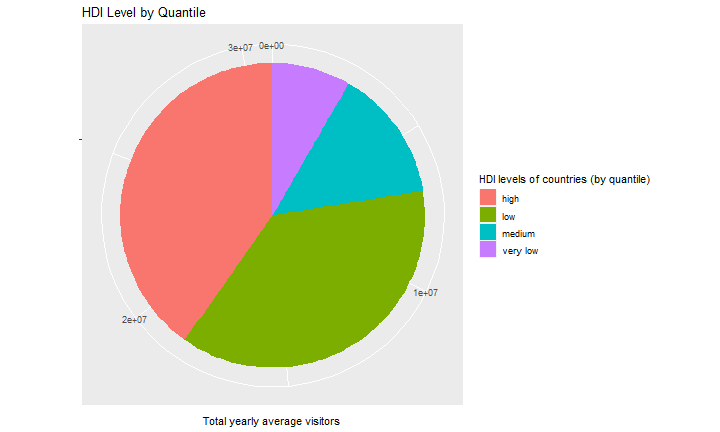 HDI Level by Quantile
3e+07
0e+00
HDI levels of countries (by quantile)
high
low
medium
very low
1e+07
2e+07
Total yearly average visitors